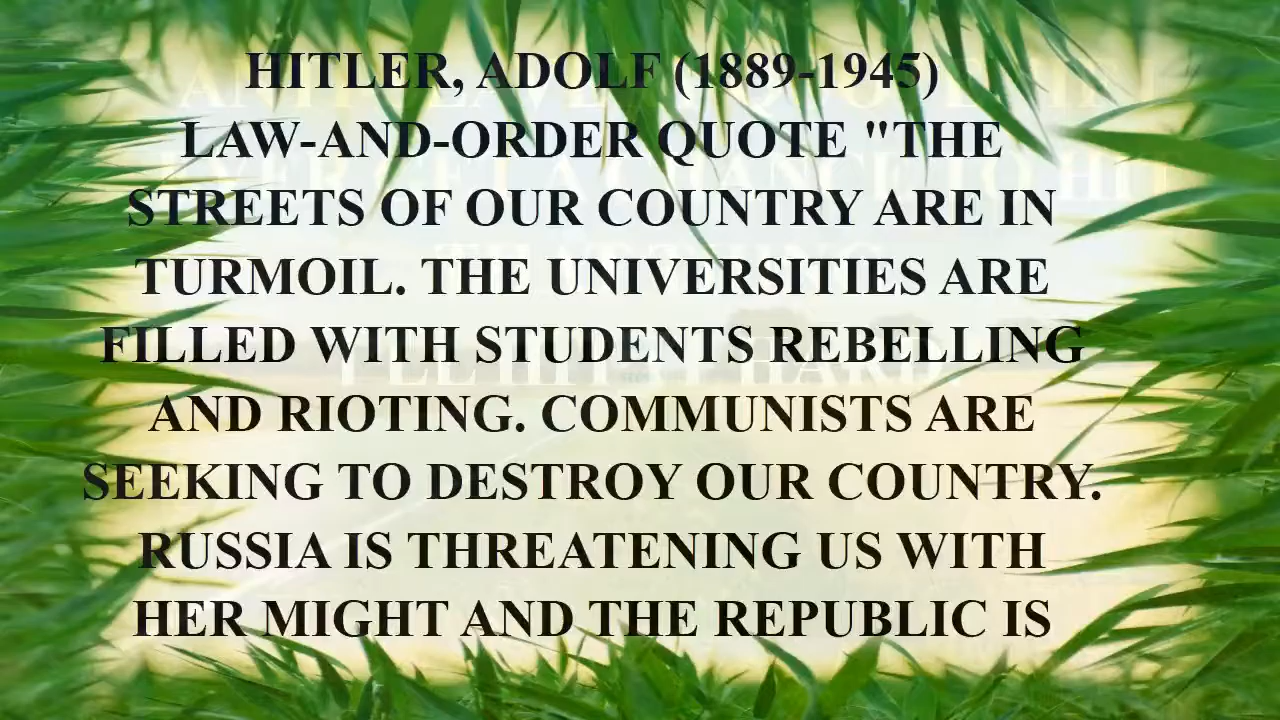 HITLER, ADOLF (1889-1945)
LAW-AND-ORDER QUOTE "THE
STREETS OF OUR COUNTRY ARE IN
TURMOIL. THE UNIVERSITIES ARE
FILLED WITH STUDENTS REBELLING
AND RIOTING. COMMUNISTS ARE
SEEKING TO DESTROY OUR COUNTRY.
RUSSIA IS THREATENING US WITH
HER MIGHT AND THE REPUBLIC IS